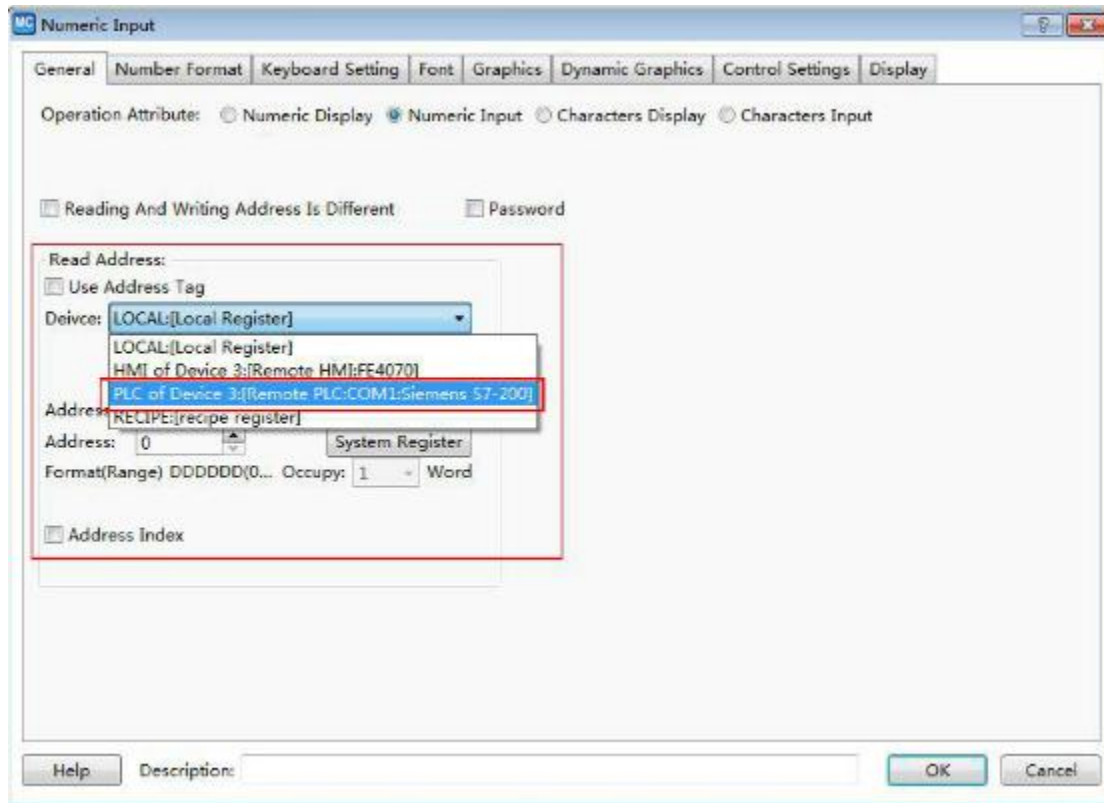 MC Numeric Input
General Number Format Keyboard Setting Font Graphics Dynamic Graphics Control Settings Display
Operation Attribute: Numeric Display Numeric Input Characters Display Characters Input
Reading And Writing Address Is Different Password
Read Address:
Use Address Tag
Deivce: LOCAL:[Local Register]
LOCAL:[Local Register]
HMI of Device 3:[Remote HMI:FE4070]
PLC of Device 3:[Remote PLC:COM1:Siemens S7-200]
Address
RECIPE:[recipe register]
Address: 0 System Register
Format(Range) DDDDDD(0... Occupy: 1 Word
Address Index
Help Description: OK Cancel